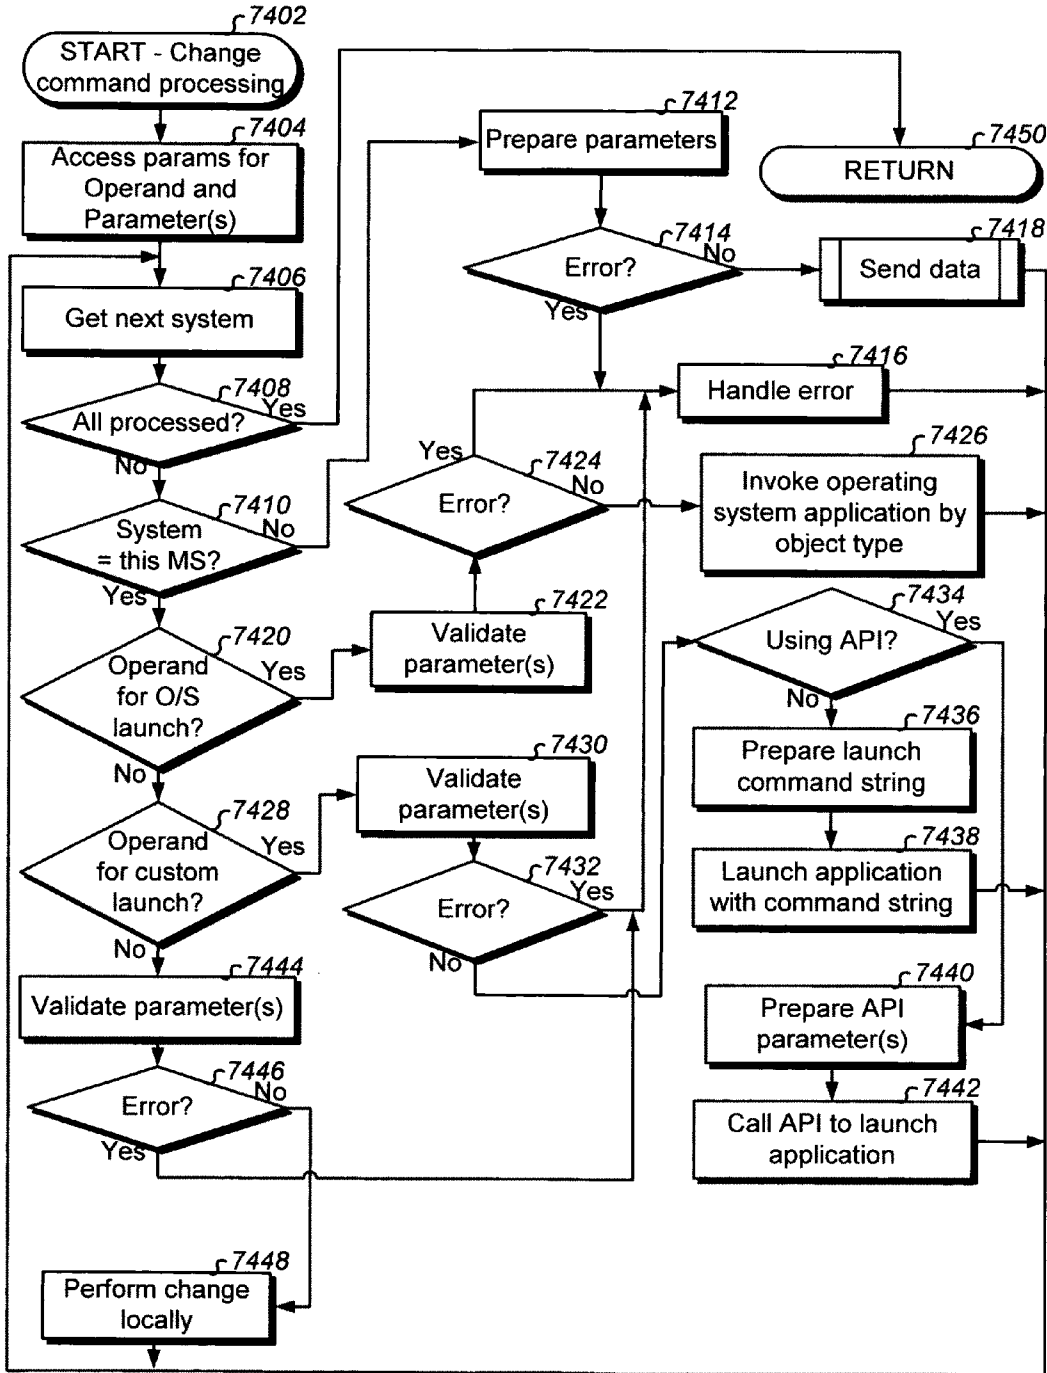 7402
START - Change
command processing
7404
Access params for
Operand and
Parameter(s)
7406
Get next system
7408
All processed?
Yes
No
7410
System
= this MS?
No
Yes
7420
Operand
for O/S
launch?
Yes
No
7428
Operand
for custom
launch?
Yes
No
7444
Validate parameter(s)
7446
Error?
No
Yes
7448
Perform change
locally
7412
Prepare parameters
7414
Error?
No
Yes
7418
Send data
7450
RETURN
7416
Handle error
7424
Error?
Yes
No
7426
Invoke operating
system application by
object type
7422
Validate
parameter(s)
7430
Validate
parameter(s)
7432
Error?
Yes
No
7434
Using API?
Yes
No
7436
Prepare launch
command string
7438
Launch application
with command string
7440
Prepare API
parameter(s)
7442
Call API to launch
application